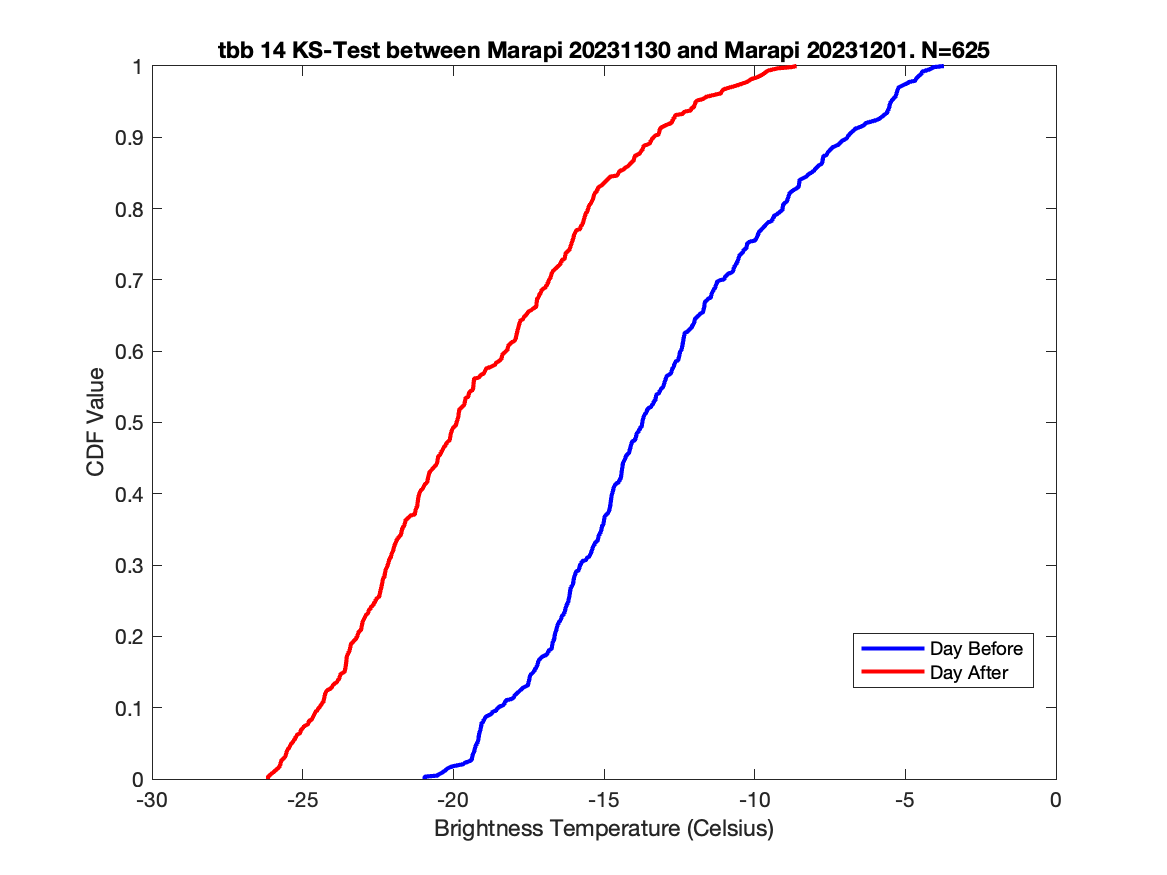 tbb 14 KS-Test between Marapi 20231130 and Marapi 20231201. N=625
1
0.9
0.8
0.7
0.6
0.5
0.4
0.3
0.2
0.1
0
CDF Value
Day Before
Day After
-30 -25 -20 -15 -10 -5 0
Brightness Temperature (Celsius)